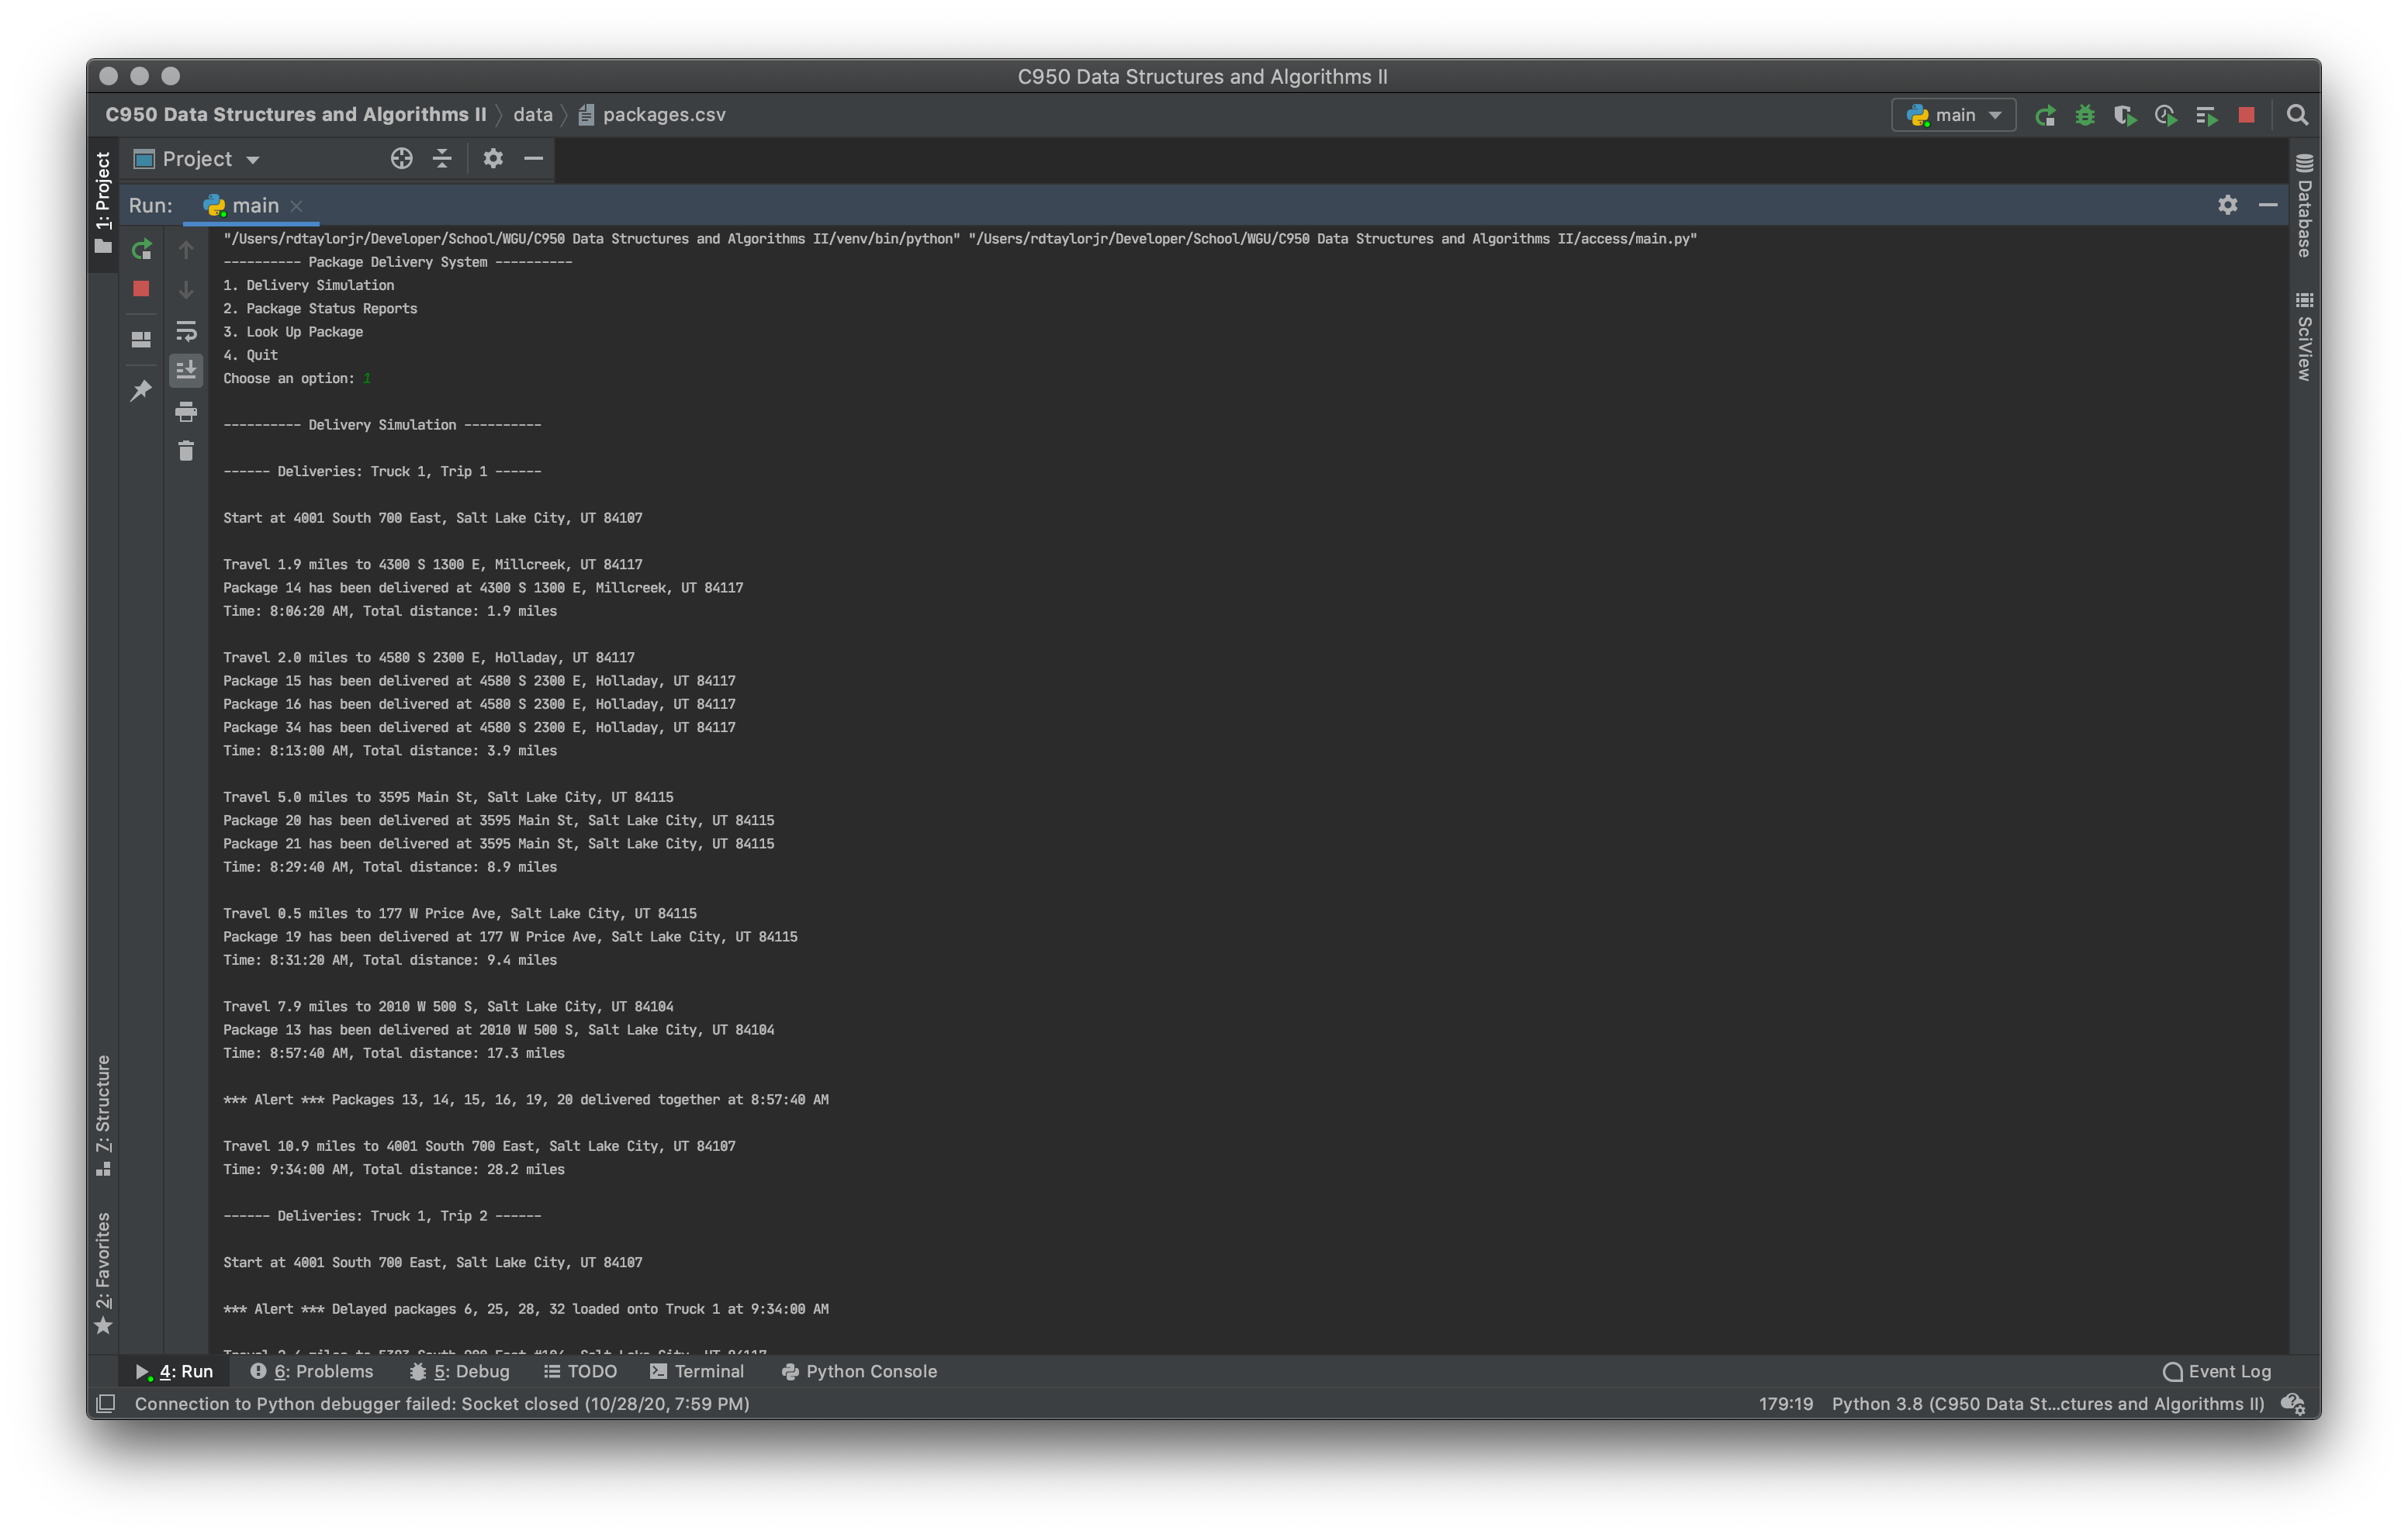 C950 Data Structures and Algorithms II
C950 Data Structures and Algorithms II data packages.csv main
Project
Run: main
"/Users/rdtaylorjr/Developer/School/WGU/C950 Data Structures and Algorithms II/venv/bin/python" "/Users/rdtaylorjr/Developer/School/WGU/C950 Data Structures and Algorithms II/access/main.py"
---------- Package Delivery System ----------
1. Delivery Simulation
2. Package Status Reports
3. Look Up Package
4. Quit
Choose an option: 1
---------- Delivery Simulation ----------
------ Deliveries: Truck 1, Trip 1 ------
Start at 4001 South 700 East, Salt Lake City, UT 84107
Travel 1.9 miles to 4300 S 1300 E, Millcreek, UT 84117
Package 14 has been delivered at 4300 S 1300 E, Millcreek, UT 84117
Time: 8:06:20 AM, Total distance: 1.9 miles
Travel 2.0 miles to 4580 S 2300 E, Holladay, UT 84117
Package 15 has been delivered at 4580 S 2300 E, Holladay, UT 84117
Package 16 has been delivered at 4580 S 2300 E, Holladay, UT 84117
Package 34 has been delivered at 4580 S 2300 E, Holladay, UT 84117
Time: 8:13:00 AM, Total distance: 3.9 miles
Travel 5.0 miles to 3595 Main St, Salt Lake City, UT 84115
Package 20 has been delivered at 3595 Main St, Salt Lake City, UT 84115
Package 21 has been delivered at 3595 Main St, Salt Lake City, UT 84115
Time: 8:29:40 AM, Total distance: 8.9 miles
Travel 0.5 miles to 177 W Price Ave, Salt Lake City, UT 84115
Package 19 has been delivered at 177 W Price Ave, Salt Lake City, UT 84115
Time: 8:31:20 AM, Total distance: 9.4 miles
Travel 7.9 miles to 2010 W 500 S, Salt Lake City, UT 84104
Package 13 has been delivered at 2010 W 500 S, Salt Lake City, UT 84104
Time: 8:57:40 AM, Total distance: 17.3 miles
*** Alert *** Packages 13, 14, 15, 16, 19, 20 delivered together at 8:57:40 AM
Travel 10.9 miles to 4001 South 700 East, Salt Lake City, UT 84107
Time: 9:34:00 AM, Total distance: 28.2 miles
------ Deliveries: Truck 1, Trip 2 ------
Start at 4001 South 700 East, Salt Lake City, UT 84107
*** Alert *** Delayed packages 6, 25, 28, 32 loaded onto Truck 1 at 9:34:00 AM
1: Project
7: Structure
2: Favorites
Database
SciView
4: Run 6: Problems 5: Debug TODO Terminal Python Console Event Log
Connection to Python debugger failed: Socket closed (10/28/20, 7:59 PM) 179:19 Python 3.8 (C950 Data St...ctures and Algorithms II)